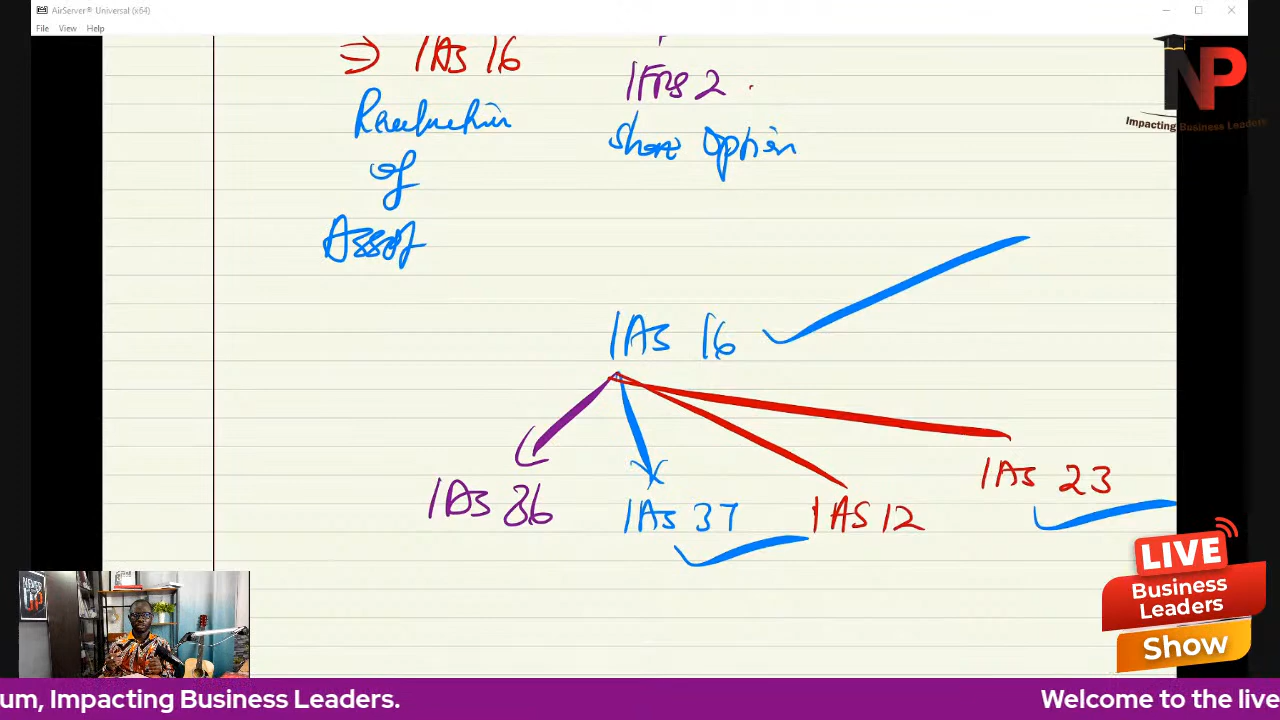 AirServer® Universal (x64)
File View Help
⇒ IAS 16
Revaluation
of
Asset
IFRS 2
Share Option
IAS 16
IAS 36
IAS 37
IAS 12
IAS 23
NP
Impacting Business Leaders
LIVE
Business
Leaders
Show
um, Impacting Business Leaders.
Welcome to the live